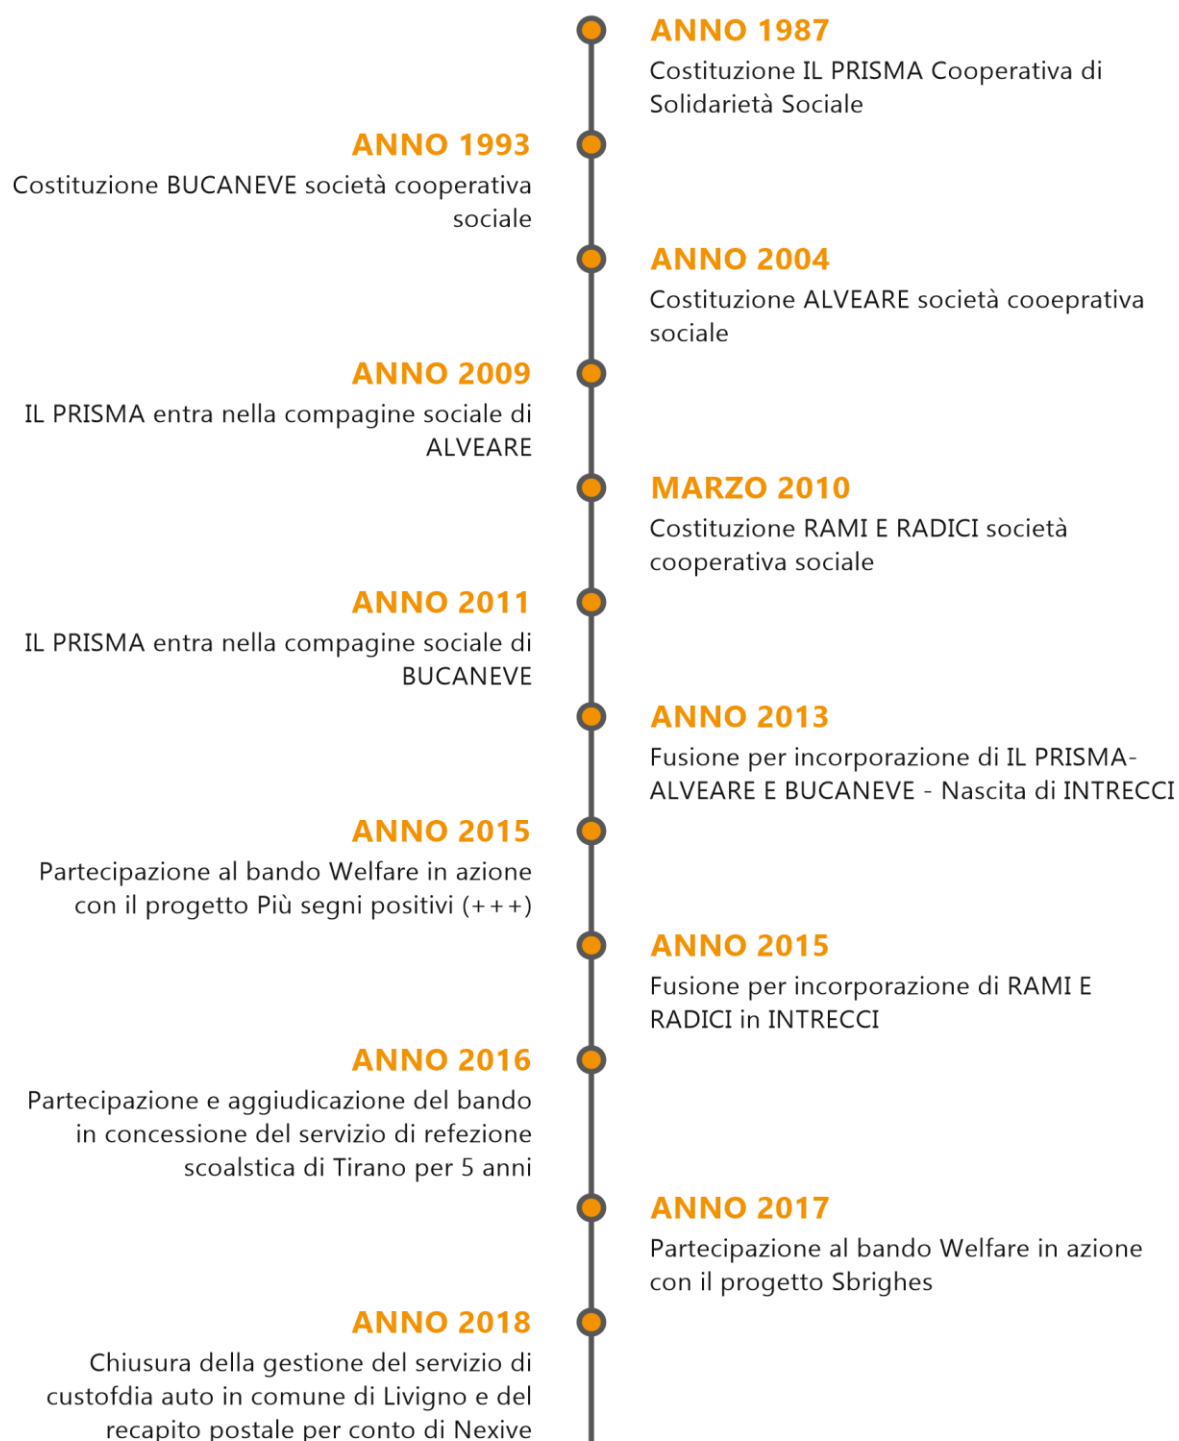 ANNO 1987
Costituzione IL PRISMA Cooperativa di
Solidarietà Sociale
ANNO 1993
Costituzione BUCANEVE società cooperativa
sociale
ANNO 2004
Costituzione ALVEARE società cooeprativa
sociale
ANNO 2009
IL PRISMA entra nella compagine sociale di
ALVEARE
MARZO 2010
Costituzione RAMI E RADICI società
cooperativa sociale
ANNO 2011
IL PRISMA entra nella compagine sociale di
BUCANEVE
ANNO 2013
Fusione per incorporazione di IL PRISMA-
ALVEARE E BUCANEVE - Nascita di INTRECCI
ANNO 2015
Partecipazione al bando Welfare in azione
con il progetto Più segni positivi (+++)
ANNO 2015
Fusione per incorporazione di RAMI E
RADICI in INTRECCI
ANNO 2016
Partecipazione e aggiudicazione del bando
in concessione del servizio di refezione
scoalstica di Tirano per 5 anni
ANNO 2017
Partecipazione al bando Welfare in azione
con il progetto Sbrighes
ANNO 2018
Chiusura della gestione del servizio di
custofdia auto in comune di Livigno e del
recapito postale per conto di Nexive